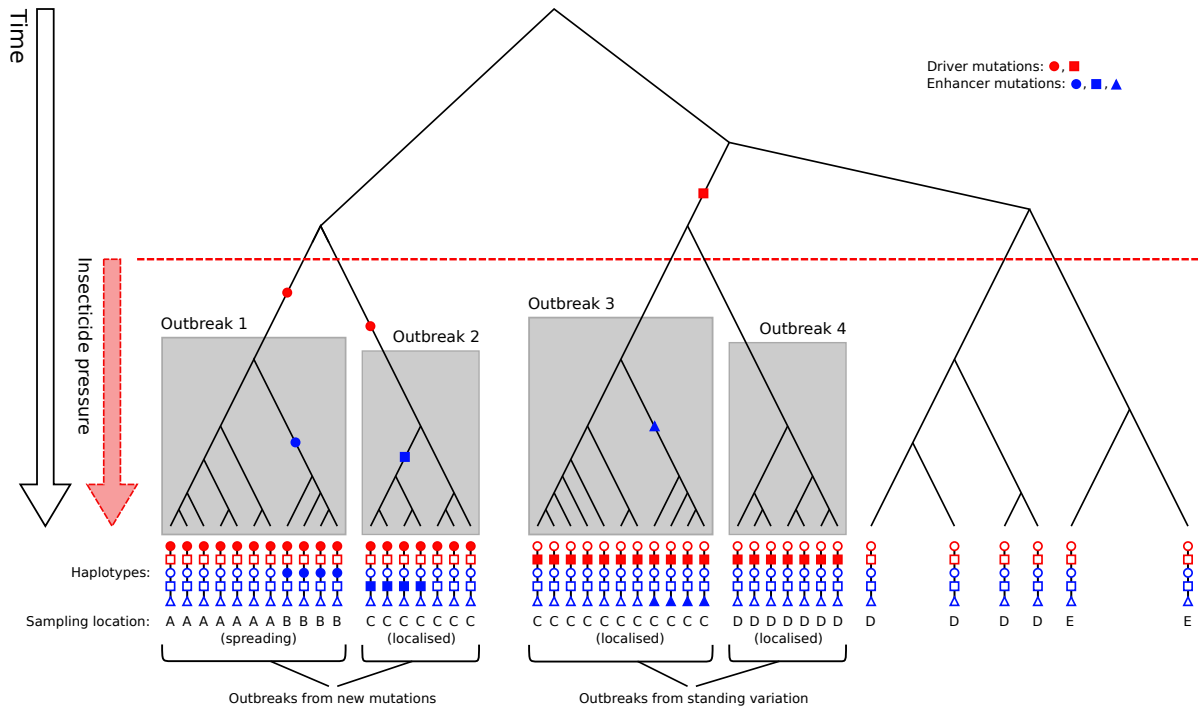 Time
Insecticide pressure
Driver mutations: , 
Enhancer mutations: , , 
Outbreak 1
Outbreak 2
Outbreak 3
Outbreak 4
Haplotypes:
Sampling location: A A A A A A A B B B B C C C C C C C C C C C C C C C C C C D D D D D D D D D D D E E
(spreading) (localised) (localised) (localised)
Outbreaks from new mutations
Outbreaks from standing variation